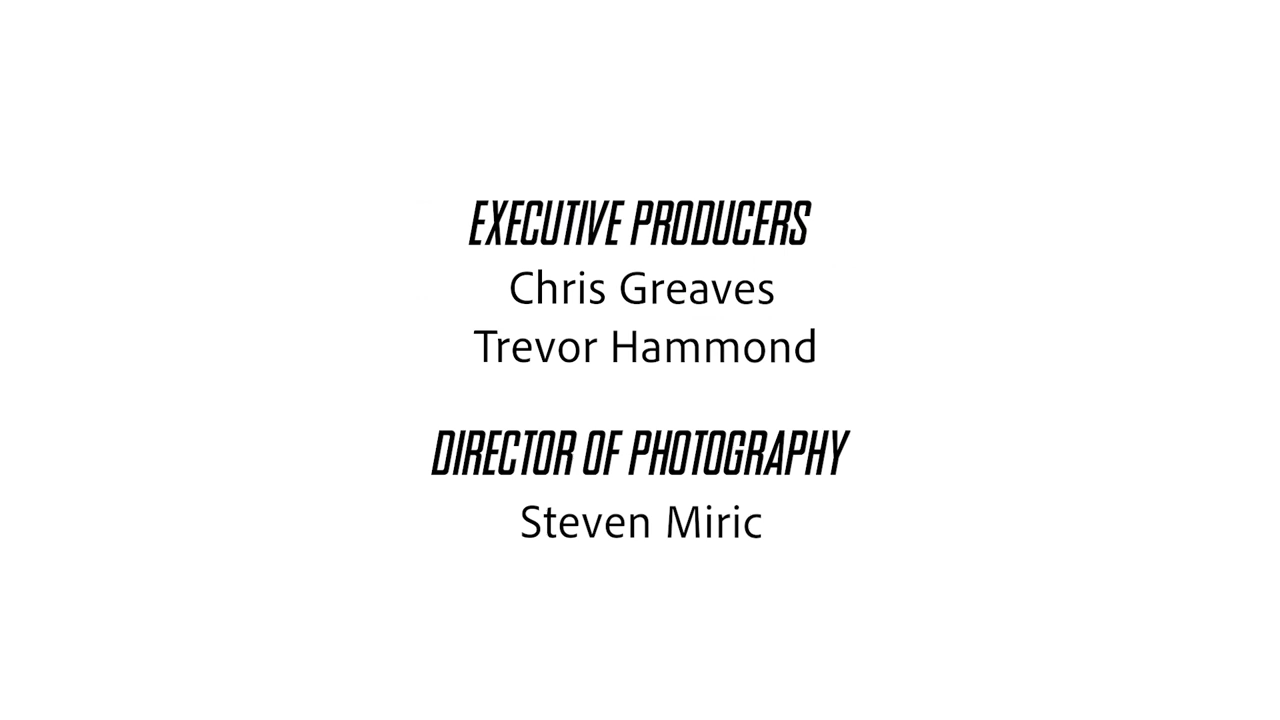 EXECUTIVE PRODUCERS
Chris Greaves
Trevor Hammond
DIRECTOR OF PHOTOGRAPHY
Steven Miric